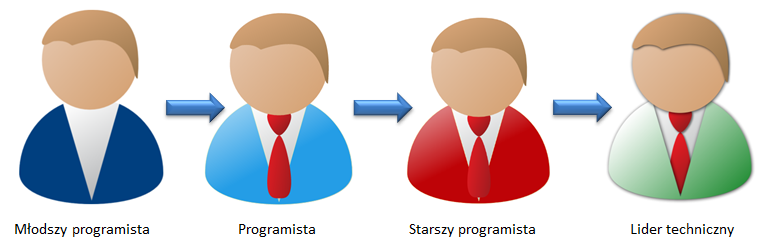 Młodszy programista
Programista
Starszy programista
Lider techniczny